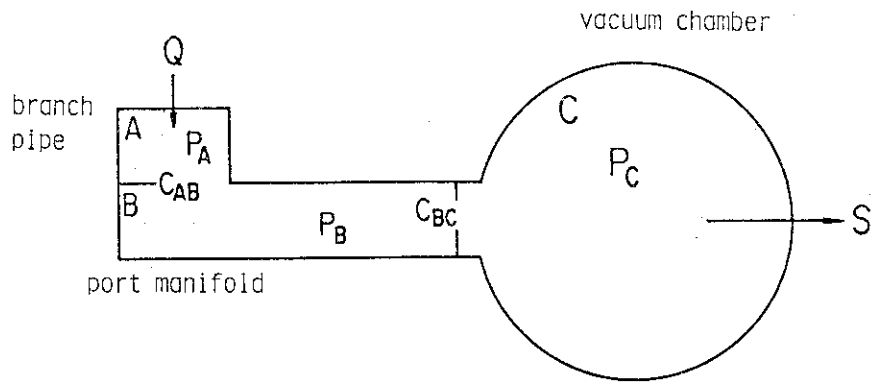 vacuum chamber
Q
branch
pipe
A
P_A
C
P_C
C_AB
B
P_B
C_BC
S
port manifold